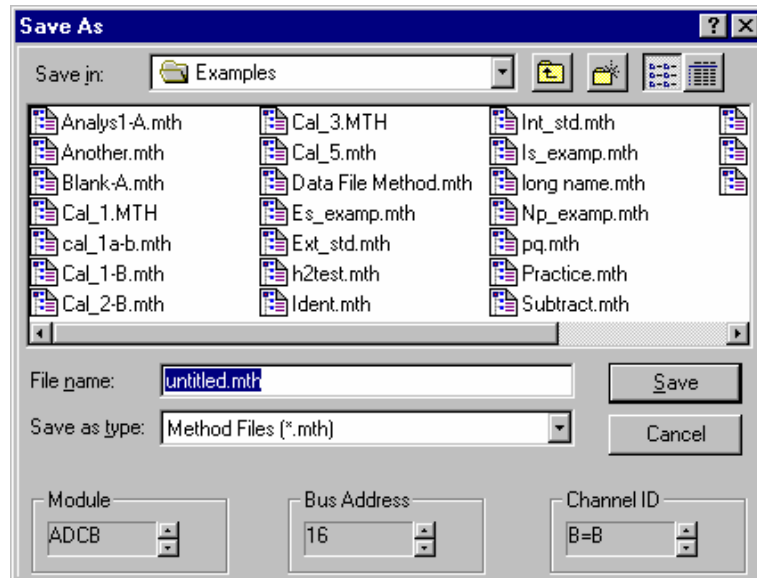 Save As
Save in: Examples
Analys1-A.mth Cal_3.MTH Int_std.mth
Another.mth Cal_5.mth Is_examp.mth
Blank-A.mth Data File Method.mth long name.mth
Cal_1.MTH Es_examp.mth Np_examp.mth
cal_1a-b.mth Ext_std.mth pq.mth
Cal_1-B.mth h2test.mth Practice.mth
Cal_2-B.mth Ident.mth Subtract.mth
File name: untitled.mth Save
Save as type: Method Files (*.mth) Cancel
Module Bus Address Channel ID
ADCB 16 B=B